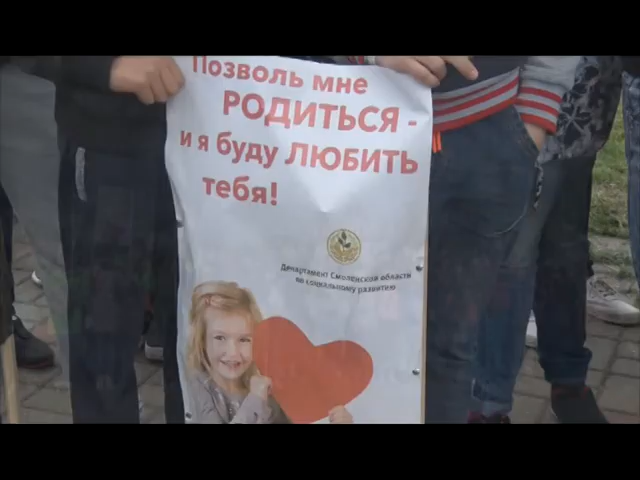 Позволь мне
РОДИТЬСЯ -
и я буду ЛЮБИТЬ
тебя!
Департамент Смоленской области
по социальному развитию